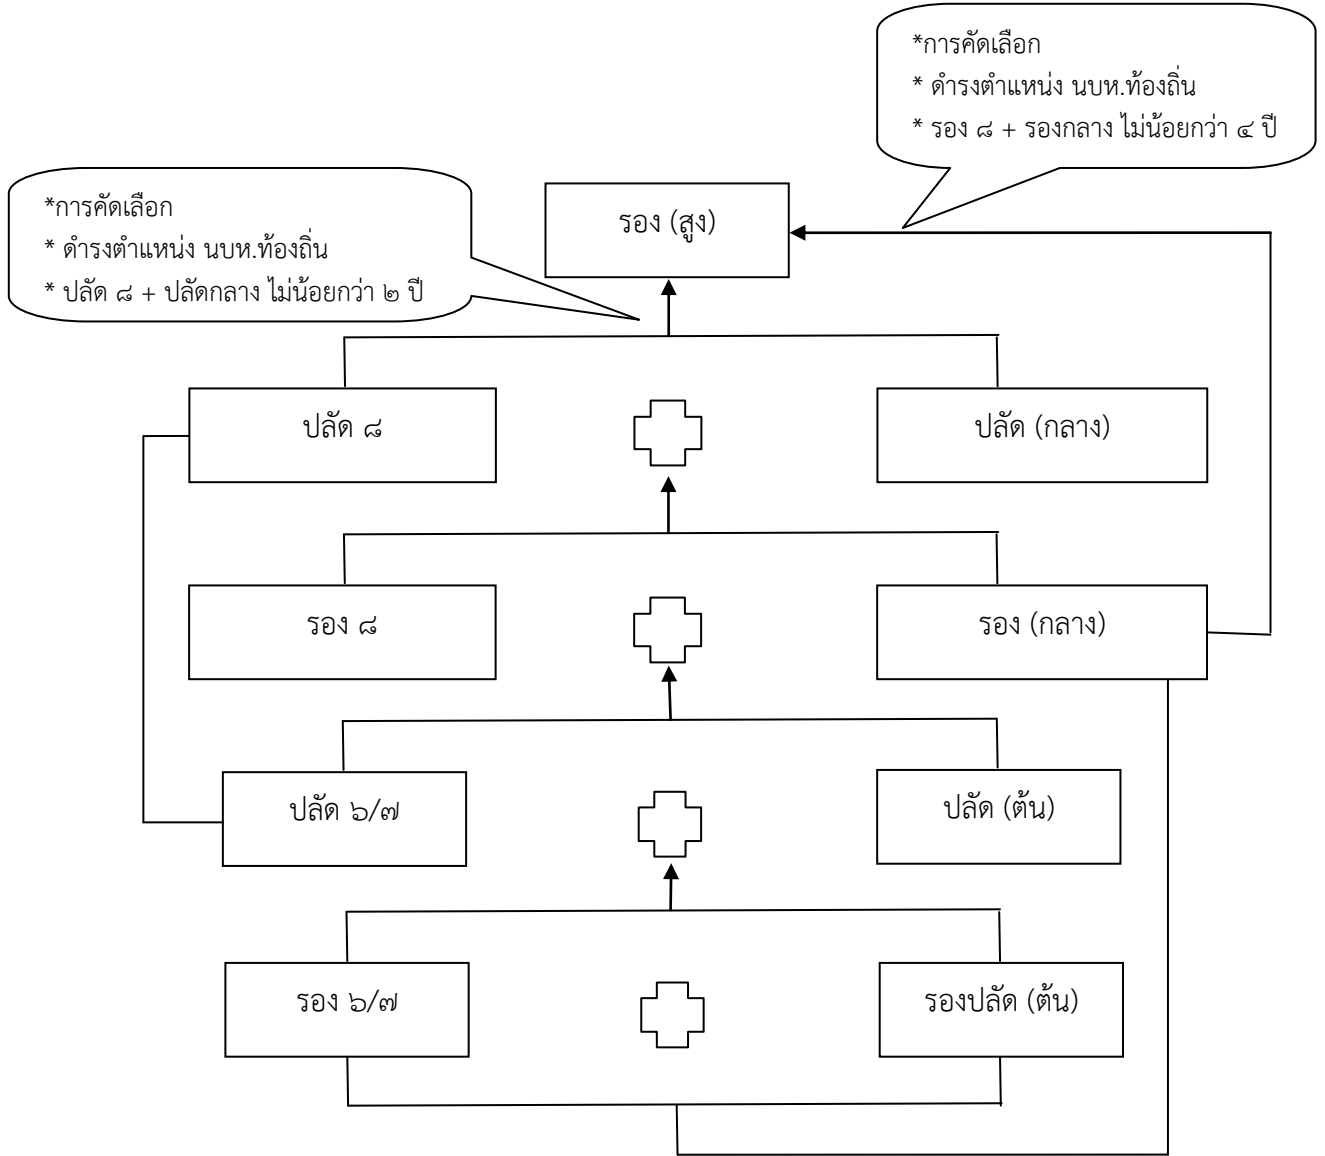 *การคัดเลือก
* ดำรงตำแหน่ง นบห.ท้องถิ่น
* รอง ๘ + รองกลาง ไม่น้อยกว่า ๔ ปี
*การคัดเลือก
* ดำรงตำแหน่ง นบห.ท้องถิ่น
* ปลัด ๘ + ปลัดกลาง ไม่น้อยกว่า ๒ ปี
รอง (สูง)
ปลัด ๘
ปลัด (กลาง)
รอง ๘
รอง (กลาง)
ปลัด ๖/๗
ปลัด (ต้น)
รอง ๖/๗
รองปลัด (ต้น)